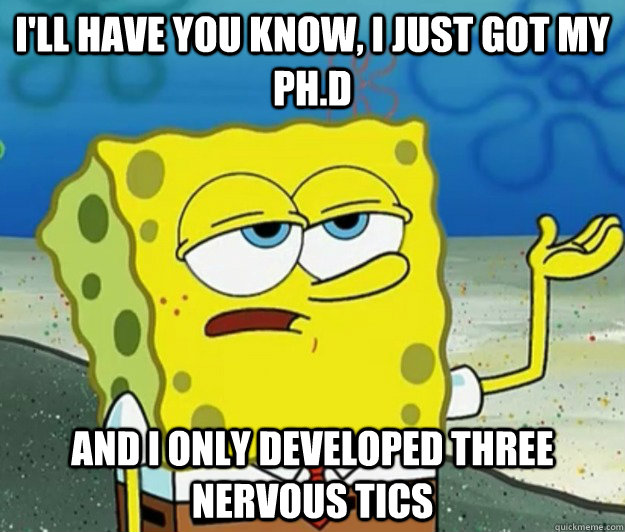 I'LL HAVE YOU KNOW, I JUST GOT MY
PH.D
AND I ONLY DEVELOPED THREE
NERVOUS TICS
quickmeme.com